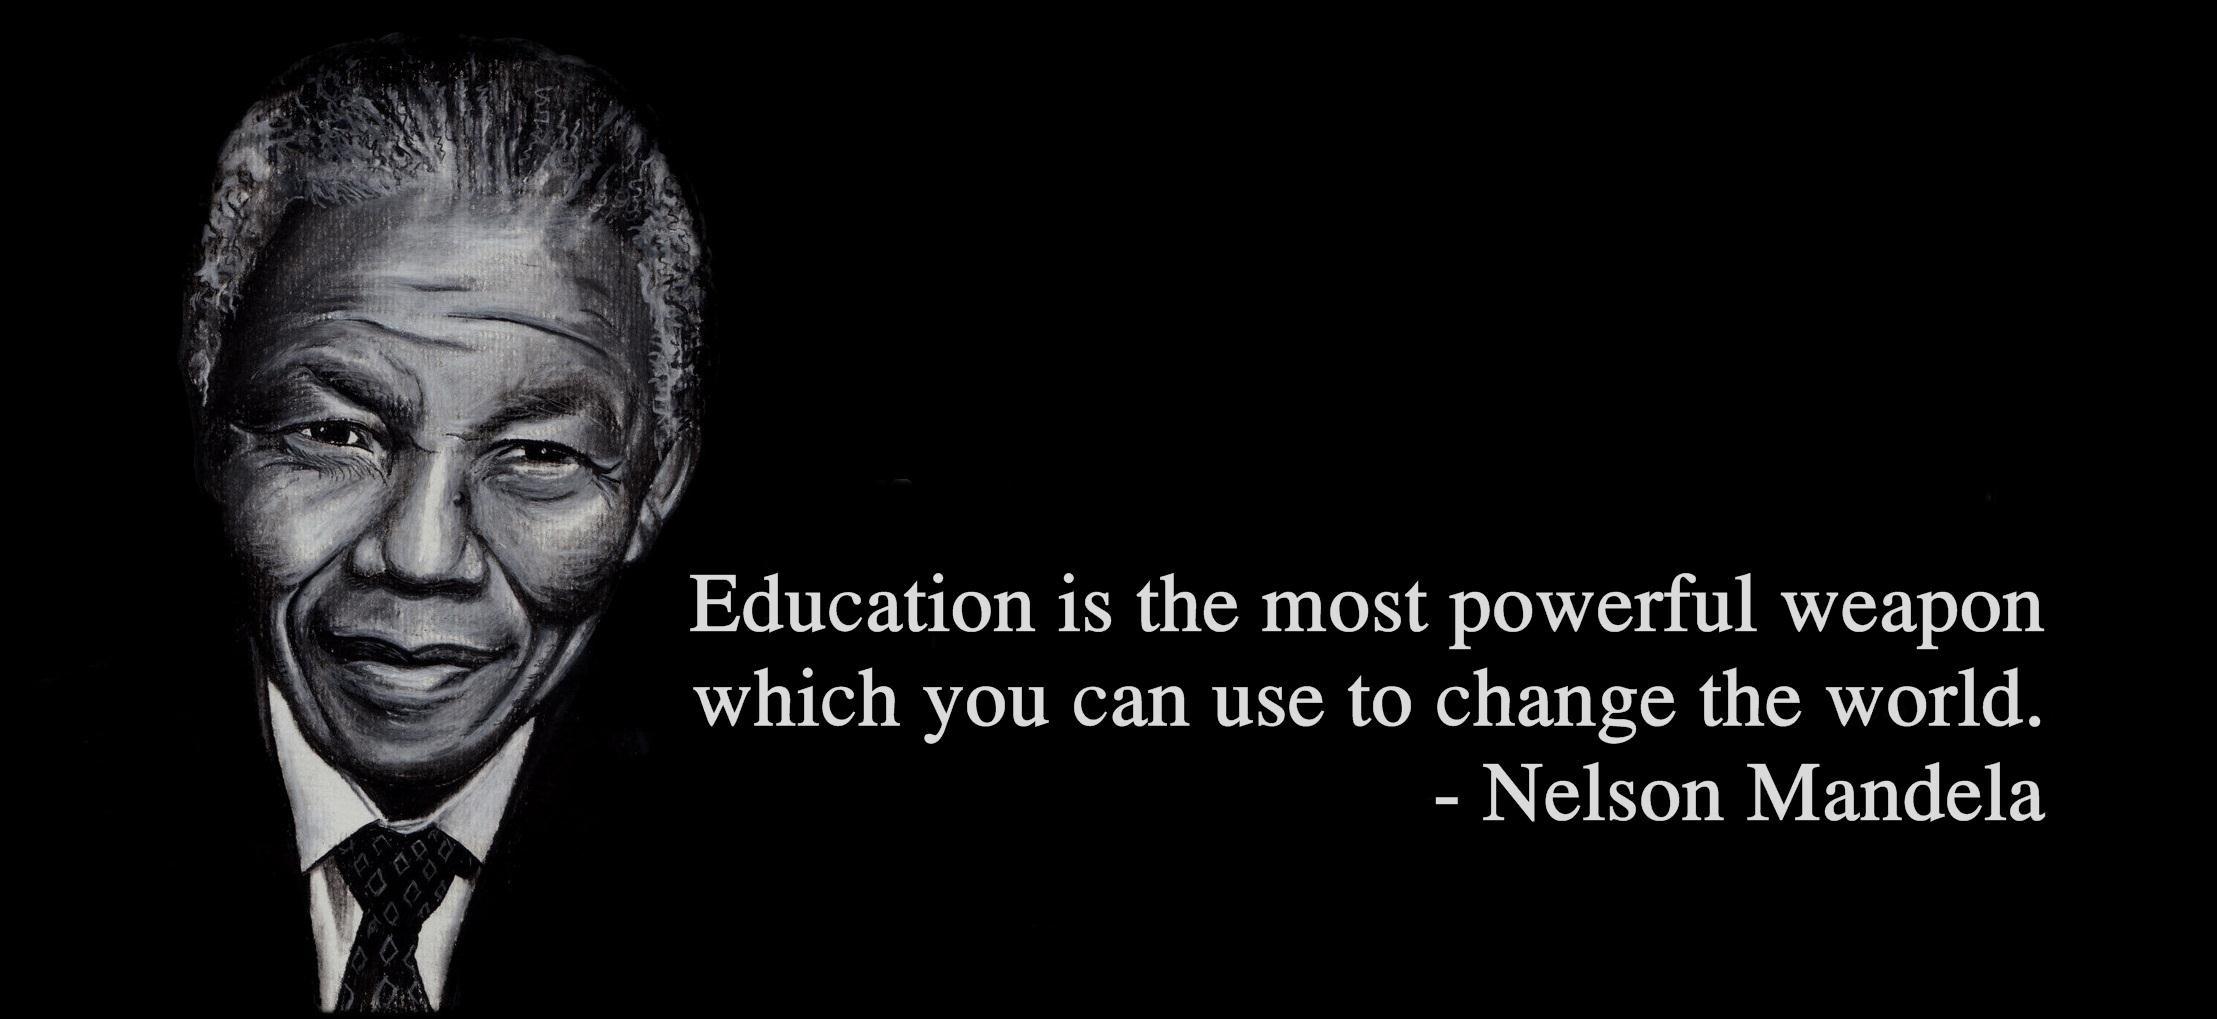 Education is the most powerful weapon
which you can use to change the world.
- Nelson Mandela